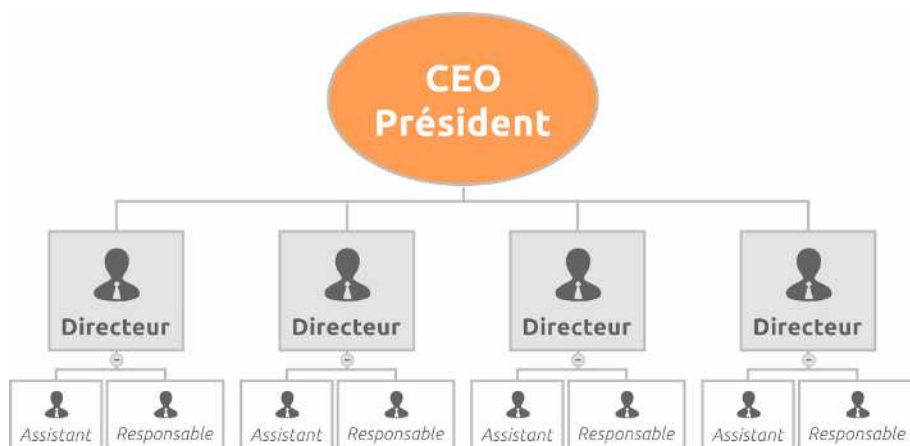 CEO
Président
Directeur
Directeur
Directeur
Directeur
Assistant
Responsable
Assistant
Responsable
Assistant
Responsable
Assistant
Responsable